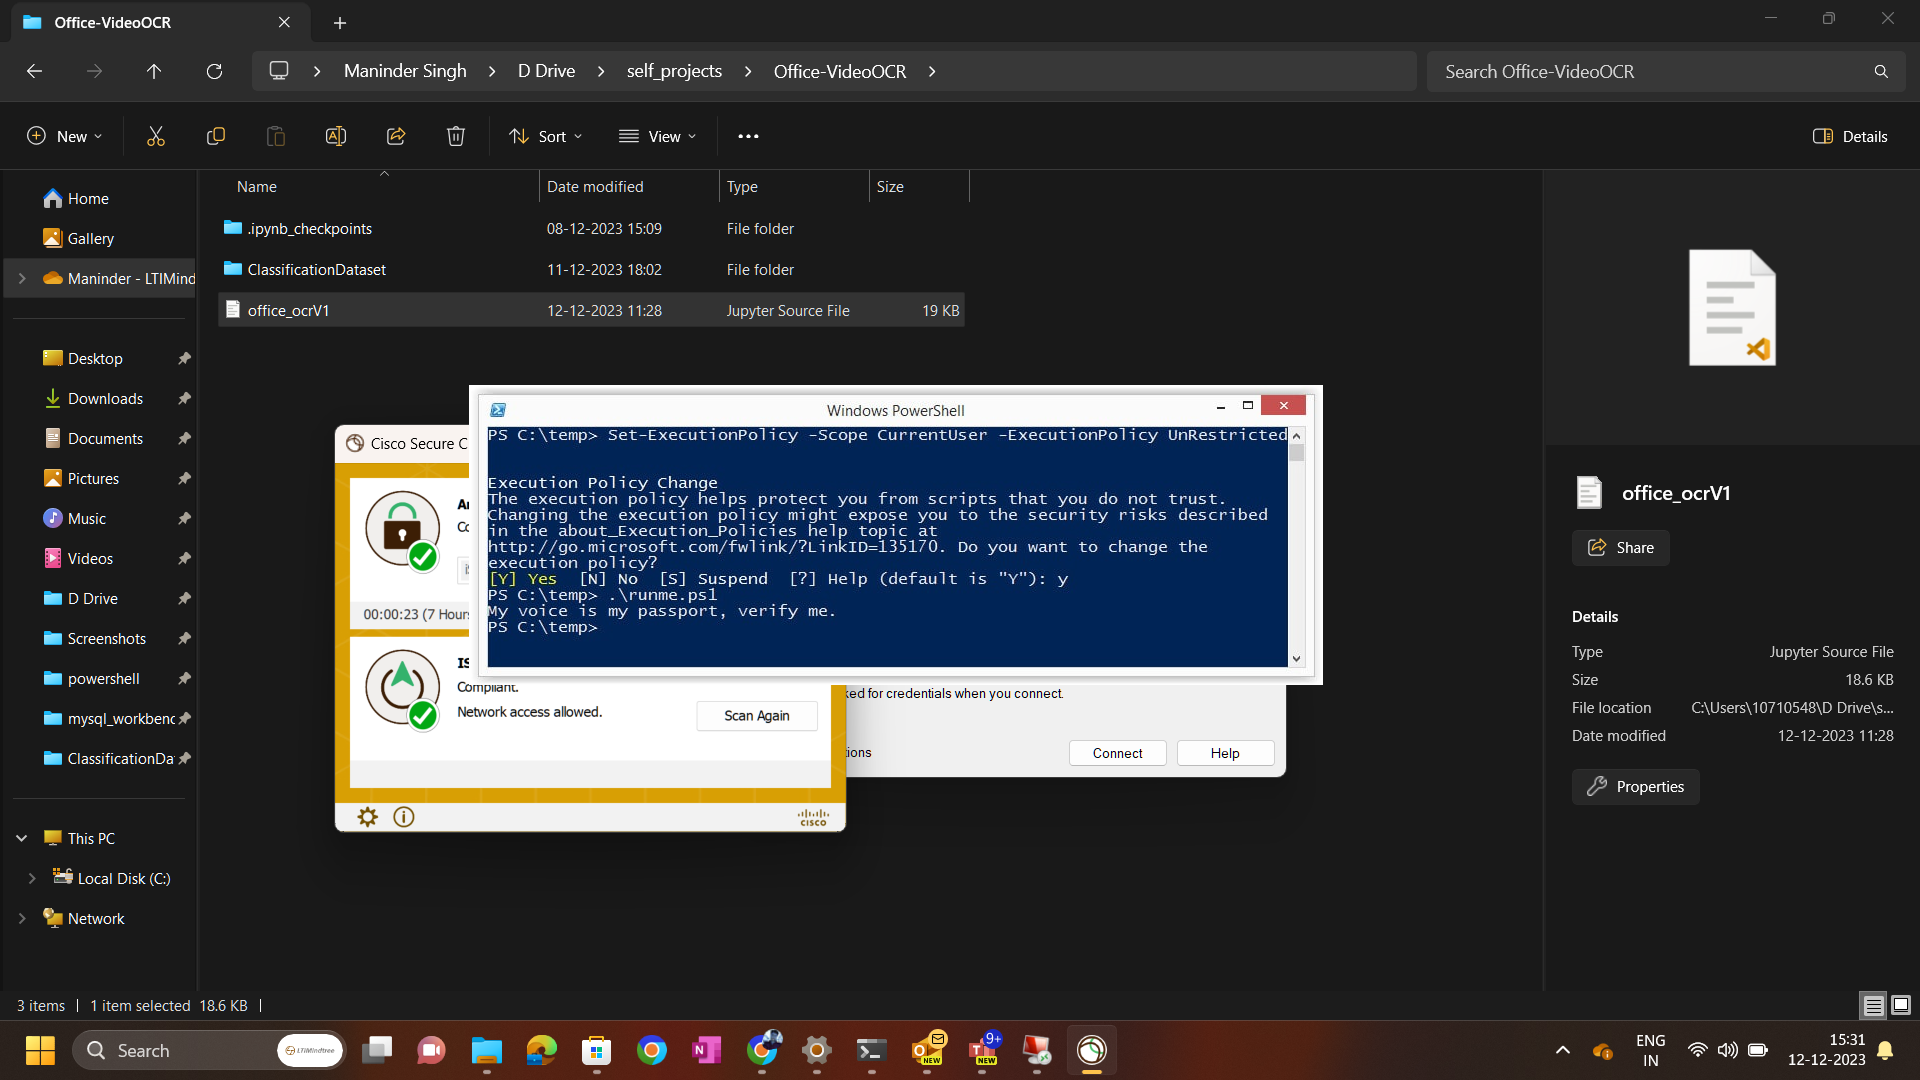 Office-VideoOCR
Maninder Singh
D Drive
self_projects
Office-VideoOCR
Search Office-VideoOCR
New
Sort
View
Details
Home
Gallery
Maninder - LTIMind
Desktop
Downloads
Documents
Pictures
Music
Videos
D Drive
Screenshots
powershell
mysql_workbenc
ClassificationDa
This PC
Local Disk (C:)
Network
Name Date modified Type Size
.ipynb_checkpoints 08-12-2023 15:09 File folder
ClassificationDataset 11-12-2023 18:02 File folder
office_ocrV1 12-12-2023 11:28 Jupyter Source File 19 KB
Windows PowerShell
PS C:\temp> Set-ExecutionPolicy -Scope CurrentUser -ExecutionPolicy UnRestricted
Execution Policy Change
The execution policy helps protect you from scripts that you do not trust.
Changing the execution policy might expose you to the security risks described
in the about_Execution_Policies help topic at
http://go.microsoft.com/fwlink/?LinkID=135170. Do you want to change the
execution policy?
[Y] Yes [N] No [S] Suspend [?] Help (default is "Y"): y
PS C:\temp> .\runme.ps1
My voice is my passport, verify me.
PS C:\temp>
Cisco Secure C
00:00:23 (7 Hours
IS
Compliant.
Network access allowed.
Scan Again
cisco
ked for credentials when you connect.
tions
Connect
Help
office_ocrV1
Share
Details
Type Jupyter Source File
Size 18.6 KB
File location C:\Users\10710548\D Drive\s...
Date modified 12-12-2023 11:28
Properties
3 items
1 item selected 18.6 KB
Search
LTIMindtree
NEW
9+
NEW
ENG
IN
15:31
12-12-2023